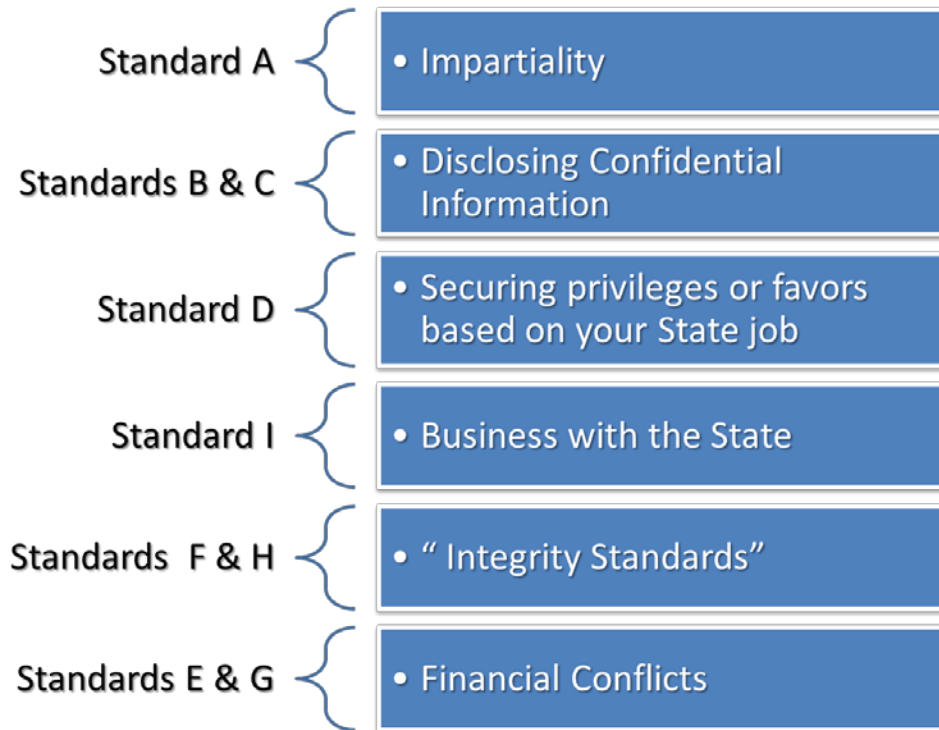 Standard A
• Impartiality
Standards B & C
• Disclosing Confidential
Information
Standard D
• Securing privileges or favors
based on your State job
Standard I
• Business with the State
Standards  F & H
• “ Integrity Standards”
Standards E & G
• Financial Conflicts